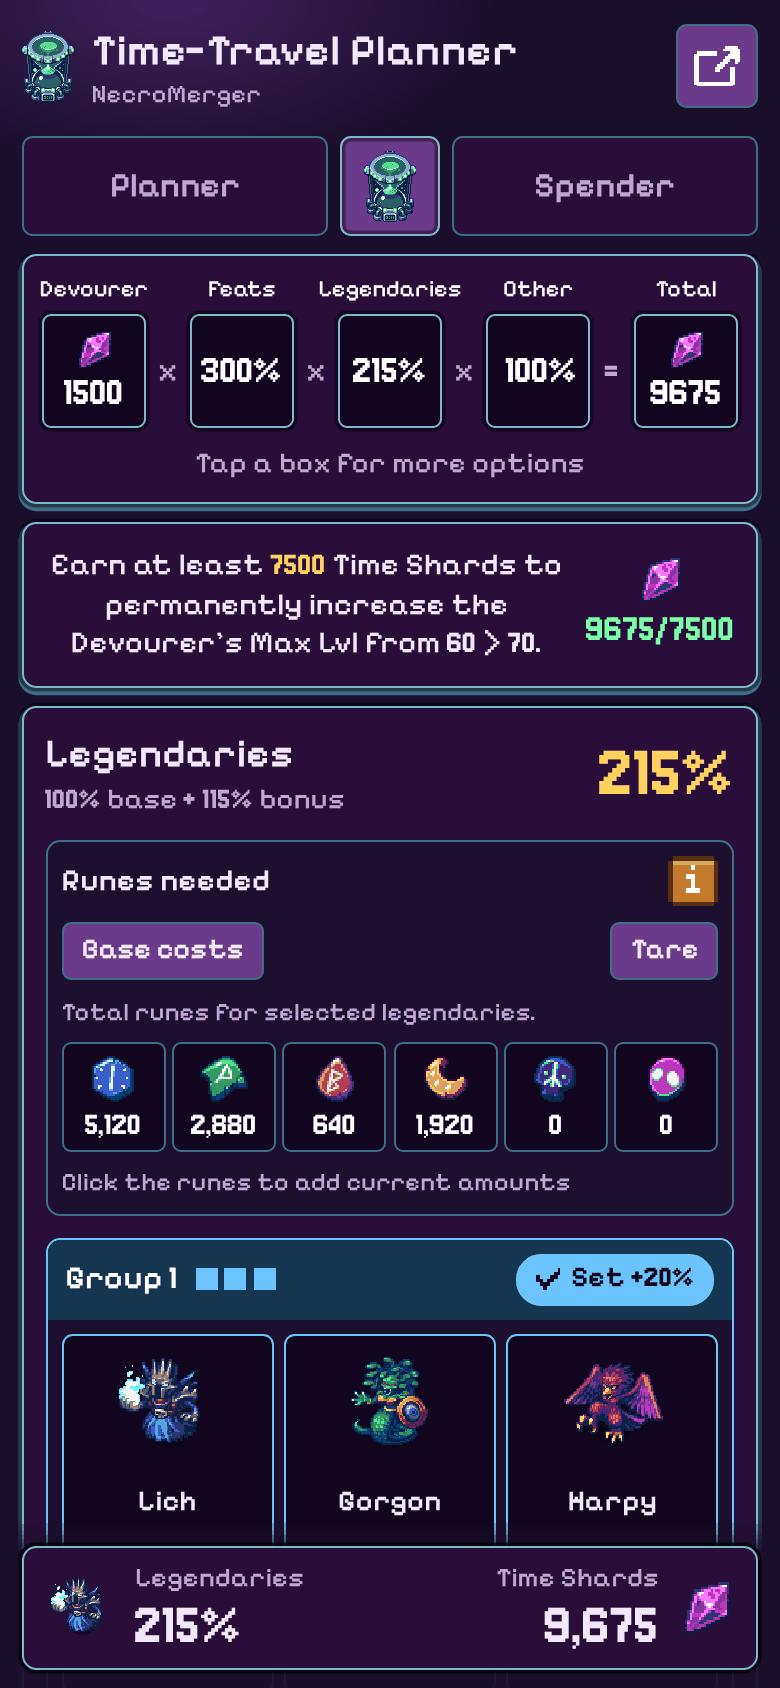 Time-Travel Planner
NecroMerger
Planner
Spender
Devourer Feats Legendaries Other Total
1500 x 300% x 215% x 100% = 9675
Tap a box for more options
Earn at least 7500 Time Shards to
permanently increase the
Devourer's Max Lvl from 60 > 70.
9675/7500
Legendaries
100% base + 115% bonus
215%
Runes needed
i
Base costs
Tare
Total runes for selected legendaries.
5,120 2,880 640 1,920 0 0
Click the runes to add current amounts
Group 1
Set +20%
Lich Gorgon Harpy
Legendaries
215%
Time Shards
9,675